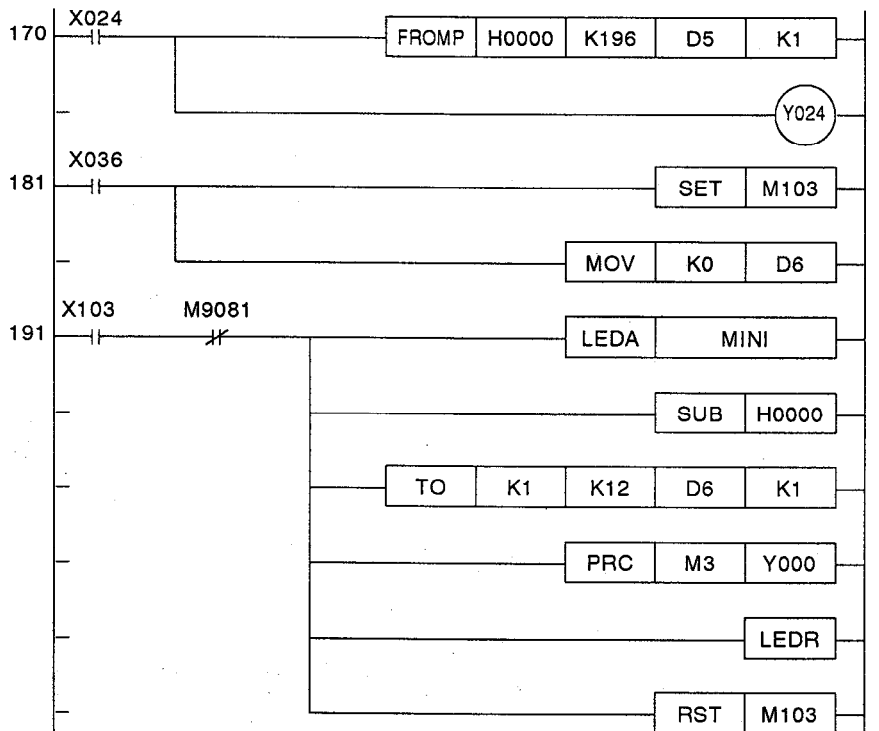 X024
170 FROMP H0000 K196 D5 K1
Y024
X036
181 SET M103
MOV K0 D6
X103 M9081
191 LEDA MINI
SUB H0000
TO K1 K12 D6 K1
PRC M3 Y000
LEDR
RST M103